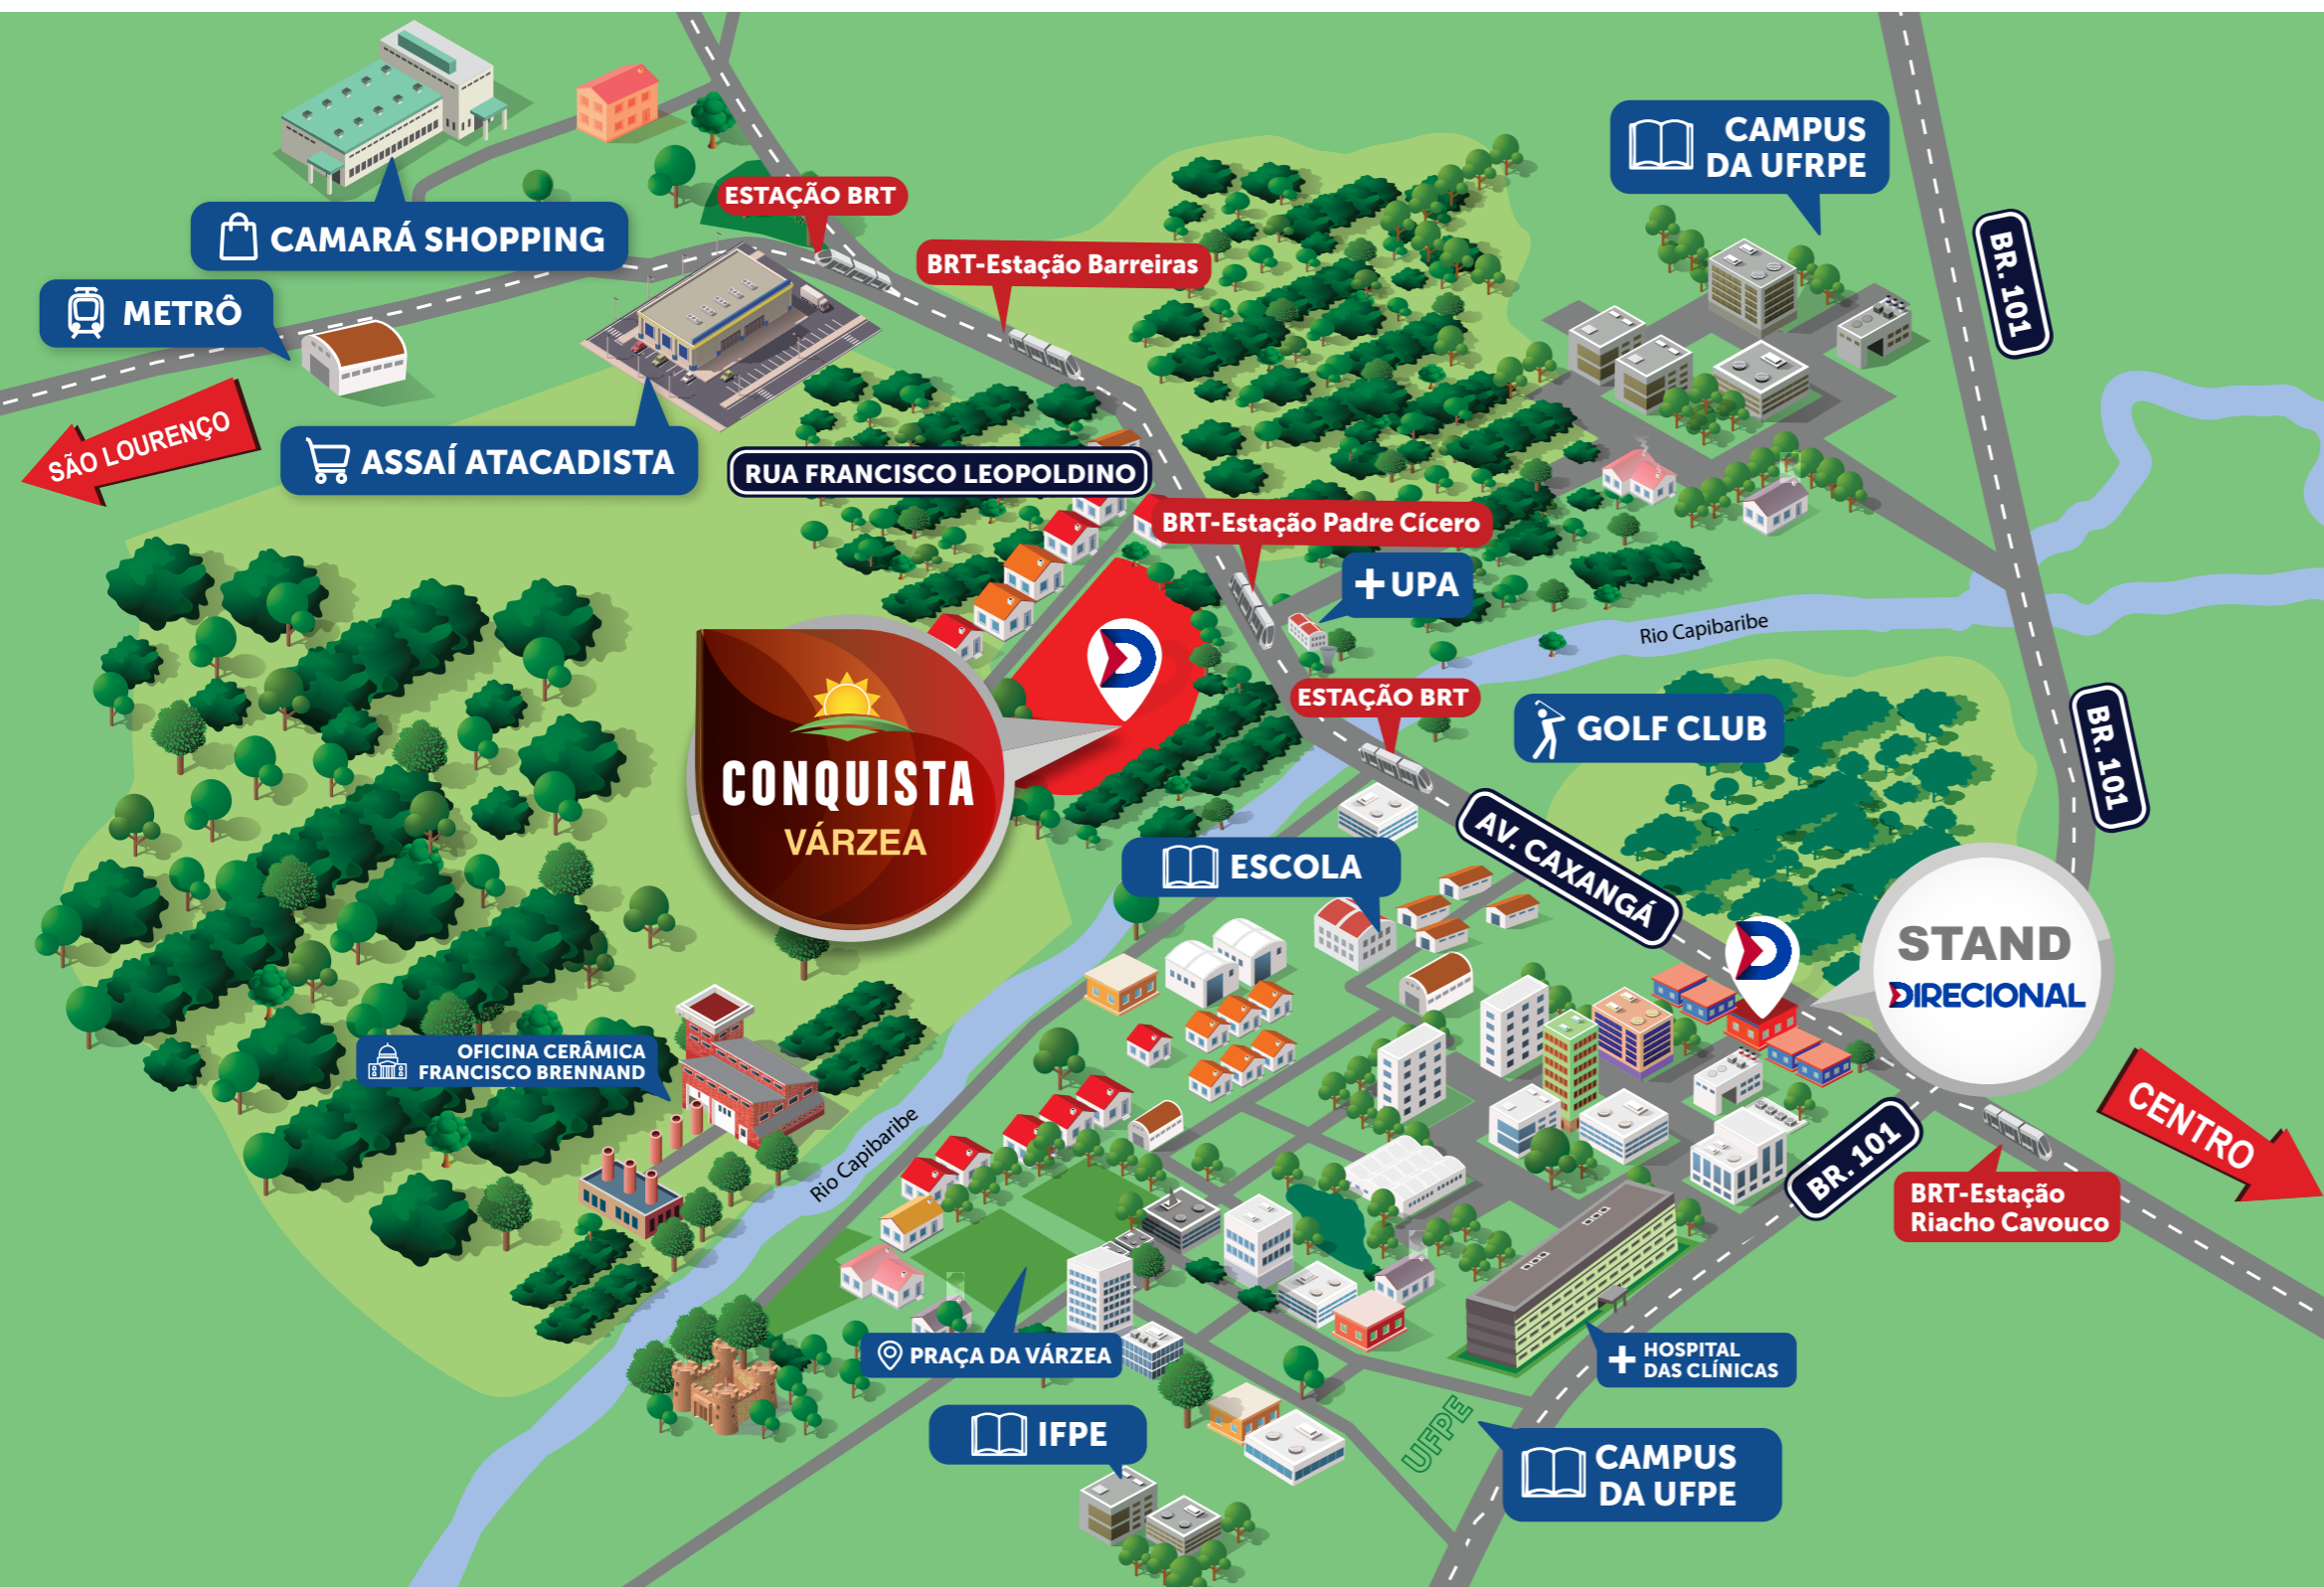 CAMPUS
DA UFRPE
ESTAÇÃO BRT
CAMARÁ SHOPPING
BRT-Estação Barreiras
BR. 101
METRÔ
SÃO LOURENÇO
ASSAÍ ATACADISTA
RUA FRANCISCO LEOPOLDINO
BRT-Estação Padre Cícero
UPA
Rio Capibaribe
ESTAÇÃO BRT
GOLF CLUB
BR. 101
CONQUISTA
VÁRZEA
AV. CAXANGÁ
ESCOLA
STAND
DIRECIONAL
OFICINA CERÂMICA
FRANCISCO BRENNAND
Rio Capibaribe
CENTRO
BR. 101
BRT-Estação
Riacho Cavouco
PRAÇA DA VÁRZEA
HOSPITAL
DAS CLÍNICAS
IFPE
UFPE
CAMPUS
DA UFPE